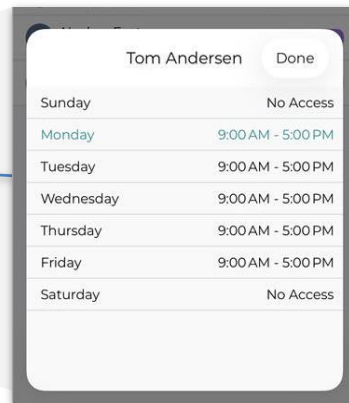 Tom Andersen Done
Sunday No Access
Monday 9:00 AM - 5:00 PM
Tuesday 9:00 AM - 5:00 PM
Wednesday 9:00 AM - 5:00 PM
Thursday 9:00 AM - 5:00 PM
Friday 9:00 AM - 5:00 PM
Saturday No Access